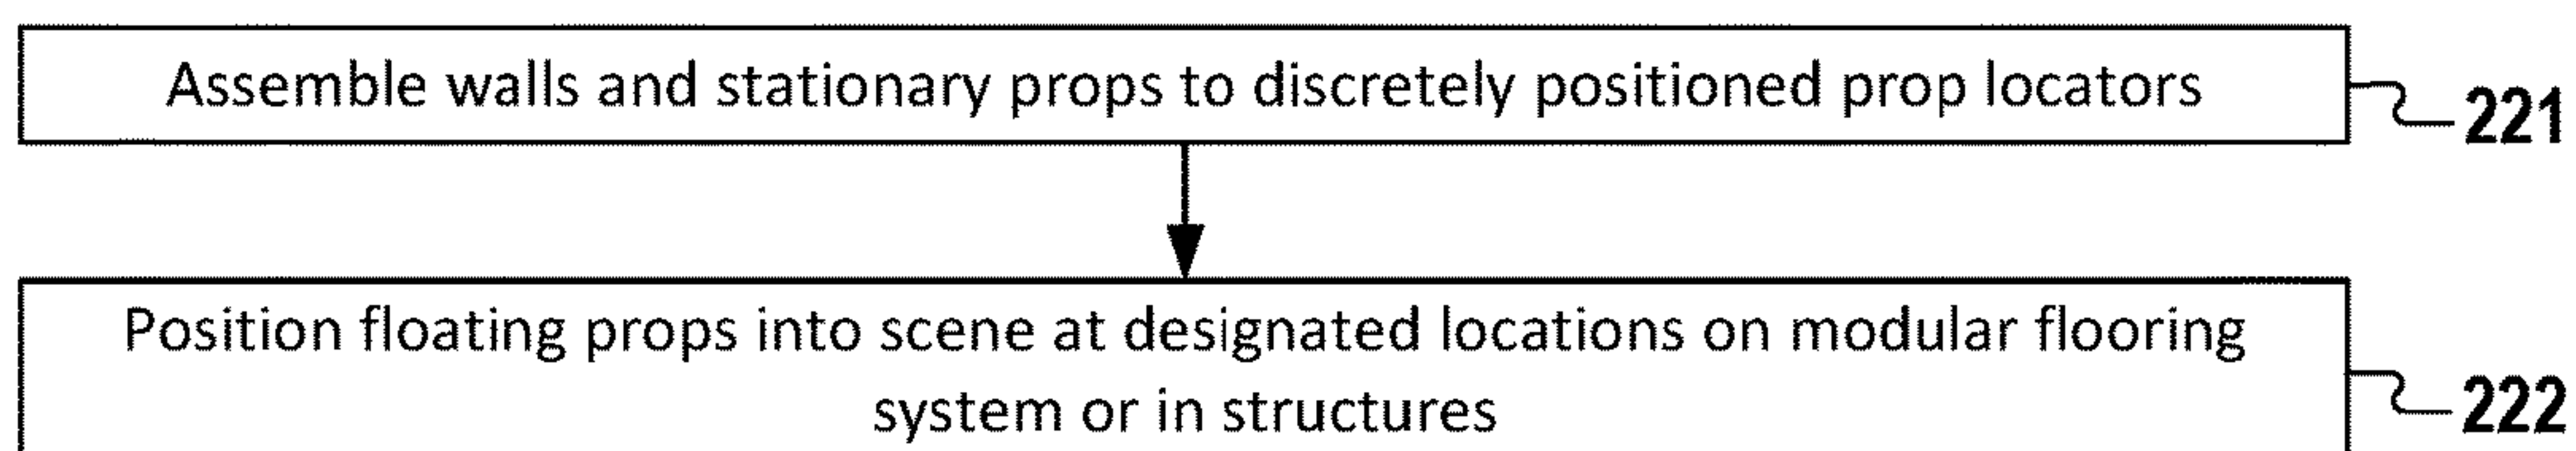 Assemble walls and stationary props to discretely positioned prop locators
221
Position floating props into scene at designated locations on modular flooring
system or in structures
222